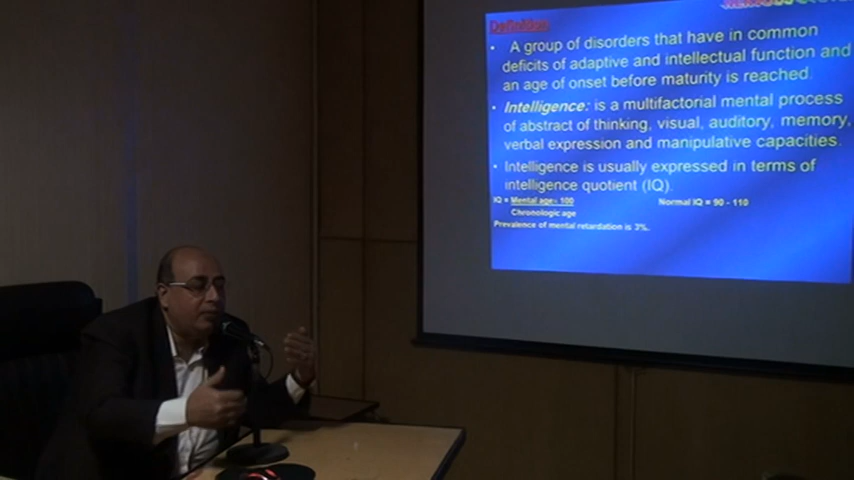 Definition
• A group of disorders that have in common
deficits of adaptive and intellectual function and
an age of onset before maturity is reached.
• Intelligence: is a multifactorial mental process
of abstract of thinking, visual, auditory, memory,
verbal expression and manipulative capacities.
• Intelligence is usually expressed in terms of
intelligence quotient (IQ).
IQ = Mental age× 100 Normal IQ = 90 - 110
Chronologic age
Prevalence of mental retardation is 3%.